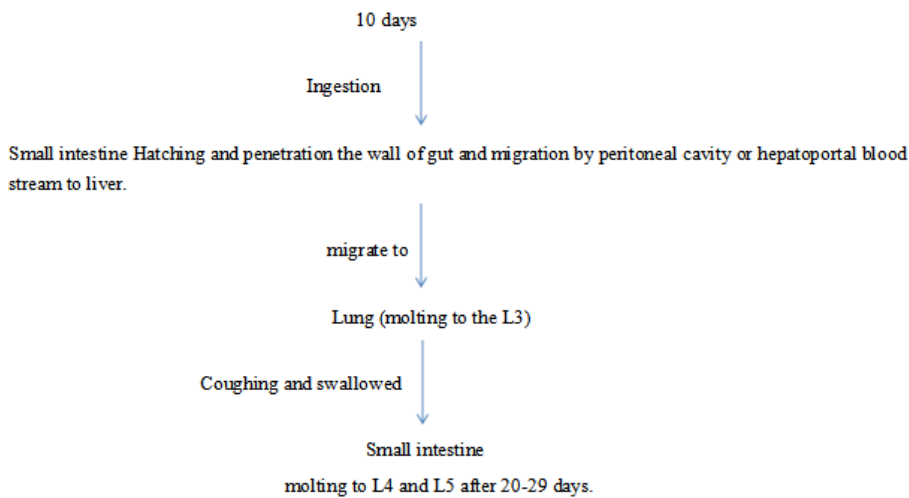 10 days
Ingestion
Small intestine Hatching and penetration the wall of gut and migration by peritoneal cavity or hepatoportal blood
stream to liver.
migrate to
Lung (molting to the L3)
Coughing and swallowed
Small intestine
molting to L4 and L5 after 20-29 days.